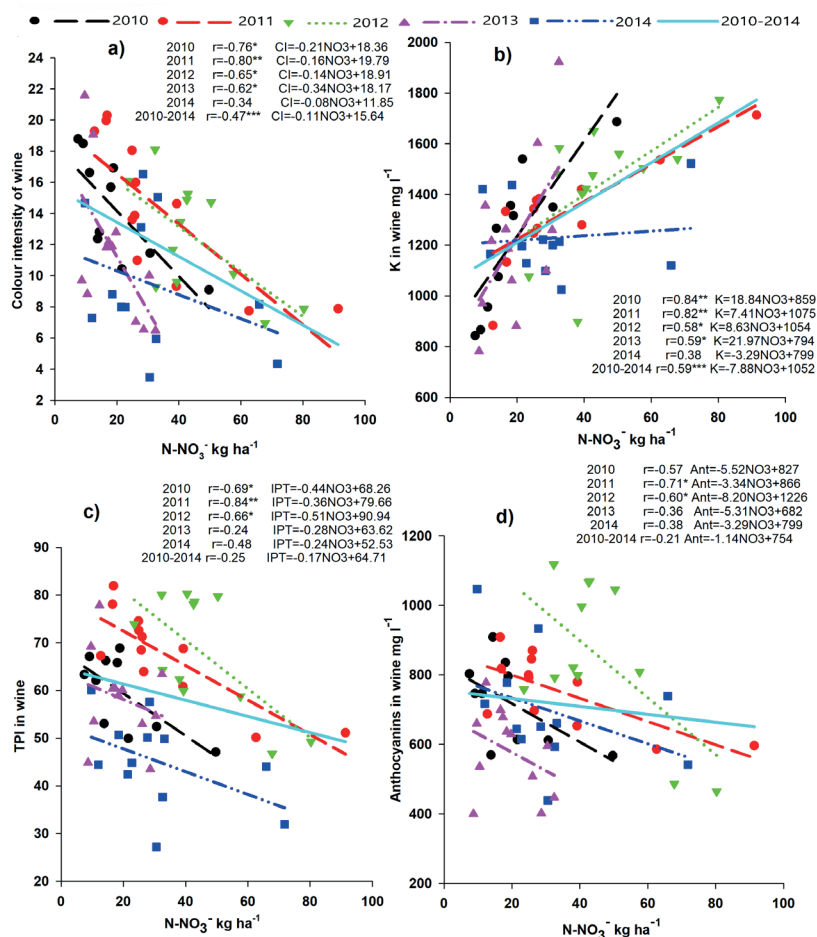 2010 2011 2012 2013 2014 2010-2014
a)
2010 r=-0.76* CI=-0.21NO3+18.36
2011 r=-0.80** CI=-0.16NO3+19.79
2012 r=-0.65* CI=-0.14NO3+18.91
2013 r=-0.62* CI=-0.34NO3+18.17
2014 r=-0.34 CI=-0.08NO3+11.85
2010-2014 r=-0.47*** CI=-0.11NO3+15.64
Colour intensity of wine
24
22
20
18
16
14
12
10
8
6
4
2
0 20 40 60 80 100
N-NO₃⁻ kg ha⁻¹
b)
K in wine mg l⁻¹
2000
1800
1600
1400
1200
1000
800
600
2010 r=0.84** K=18.84NO3+859
2011 r=0.82** K=7.41NO3+1075
2012 r=0.58* K=8.63NO3+1054
2013 r=0.59* K=21.97NO3+794
2014 r=0.38 K=-3.29NO3+799
2010-2014 r=0.59*** K=-7.88NO3+1052
0 20 40 60 80 100
N-NO₃⁻ kg ha⁻¹
c)
2010 r=-0.69* IPT=-0.44NO3+68.26
2011 r=-0.84** IPT=-0.36NO3+79.66
2012 r=-0.66* IPT=-0.51NO3+90.94
2013 r=-0.24 IPT=-0.28NO3+63.62
2014 r=-0.48 IPT=-0.24NO3+52.53
2010-2014 r=-0.25 IPT=-0.17NO3+64.71
TPI in wine
90
80
70
60
50
40
30
20
0 20 40 60 80 100
N-NO₃⁻ kg ha⁻¹
d)
2010 r=-0.57 Ant=-5.52NO3+827
2011 r=-0.71* Ant=-3.34NO3+866
2012 r=-0.60* Ant=-8.20NO3+1226
2013 r=-0.36 Ant=-5.31NO3+682
2014 r=-0.38 Ant=-3.29NO3+799
2010-2014 r=-0.21 Ant=-1.14NO3+754
Anthocyanins in wine mg l⁻¹
1200
1000
800
600
400
200
0 20 40 60 80 100
N-NO₃⁻ kg ha⁻¹